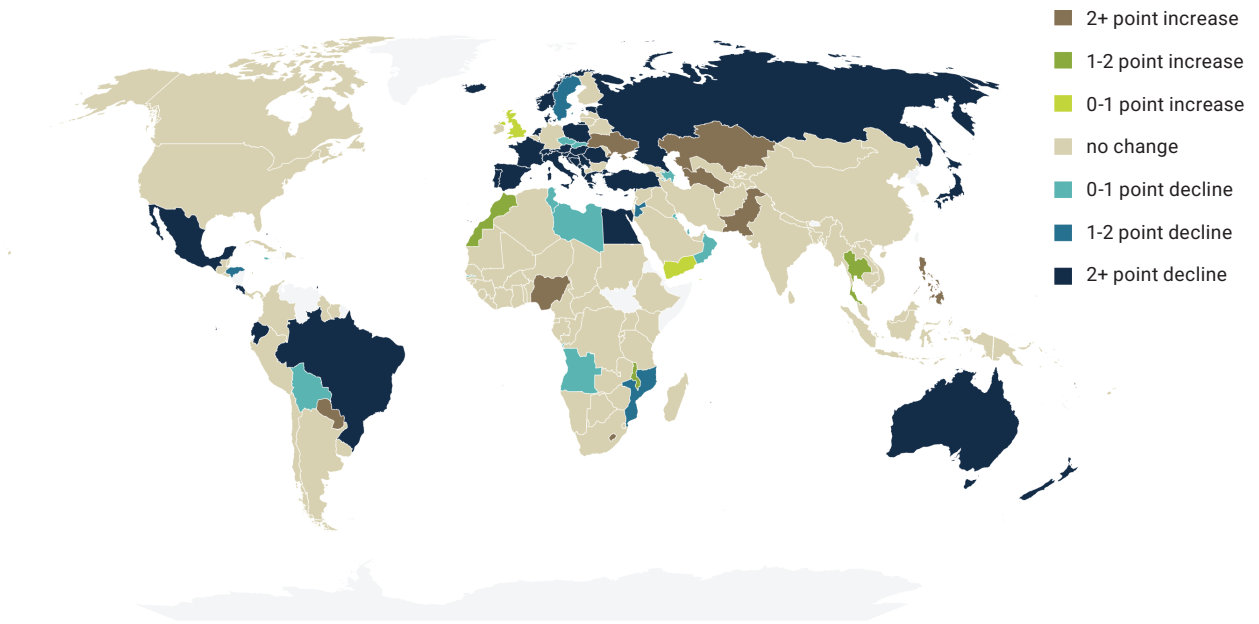 2+ point increase
1-2 point increase
0-1 point increase
no change
0-1 point decline
1-2 point decline
2+ point decline